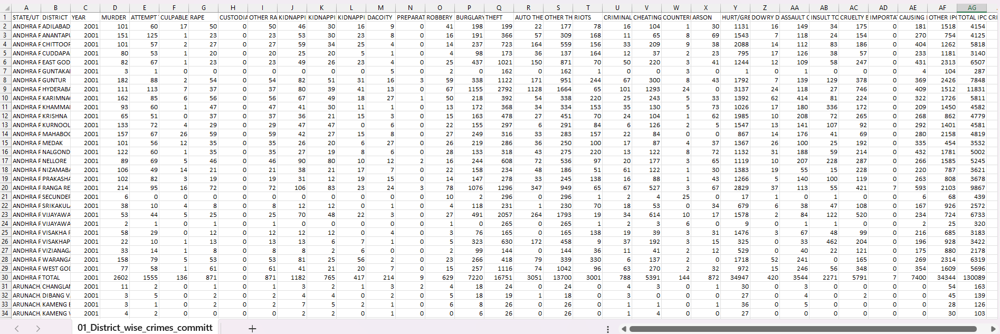 A B C D E F G H I J K L M N O P Q R S T U V W X Y Z AA AB AC AD AE AF AG
1 STATE/UT DISTRICT YEAR MURDER ATTEMPT CULPABLE RAPE CUSTODIA OTHER RA KIDNAPPI KIDNAPPI KIDNAPPI DACOITY PREPARAT ROBBERY BURGLARY THEFT AUTO THE OTHER TH RIOTS CRIMINAL CHEATING COUNTERI ARSON HURT/GRE DOWRY D ASSAULT O INSULT TO CRUELTY B IMPORTA CAUSING OTHER IPC TOTAL IPC CRI
2 ANDHRA P ADILABAD 2001 101 60 17 50 0 50 46 30 16 9 0 41 198 199 22 177 78 16 104 1 30 1131 16 149 34 175 0 181 1518 4154
3 ANDHRA P ANANTAPU 2001 151 125 1 23 0 23 53 30 23 8 0 16 191 366 57 309 168 11 65 8 69 1543 7 118 24 154 0 270 754 4125
4 ANDHRA P CHITTOOR 2001 101 57 2 27 0 27 59 34 25 4 0 14 237 723 164 559 156 33 209 9 38 2088 14 112 83 186 0 404 1262 5818
5 ANDHRA P CUDDAPA 2001 80 53 1 20 0 20 25 20 5 1 0 4 98 173 36 137 164 12 37 2 23 795 17 126 38 57 0 233 1181 3140
6 ANDHRA P EAST GOD 2001 82 67 1 23 0 23 49 26 23 4 0 25 437 1021 150 871 70 50 220 3 41 1244 12 109 58 247 0 431 2313 6507
7 ANDHRA P GUNTAKAL 2001 3 1 0 0 0 0 0 0 0 5 0 2 0 162 0 162 1 0 0 3 0 1 0 1 0 0 0 4 104 287
8 ANDHRA P GUNTUR 2001 182 88 2 54 0 54 82 51 31 16 3 59 338 1122 171 951 244 67 300 8 43 1792 7 139 129 378 0 369 2426 7848
9 ANDHRA P HYDERABA 2001 111 113 7 37 0 37 80 39 41 13 0 67 1155 2792 1128 1664 65 101 1293 24 0 3137 24 118 27 746 0 409 1512 11831
10 ANDHRA P KARIMNAG 2001 162 85 6 56 0 56 67 49 18 27 1 50 218 392 54 338 220 25 243 5 33 1392 62 414 81 224 0 322 1726 5811
11 ANDHRA P KHAMMAM 2001 93 60 1 47 0 47 41 30 11 1 0 13 172 368 34 334 153 35 130 5 73 1026 17 180 336 172 0 209 1450 4582
12 ANDHRA P KRISHNA 2001 65 51 0 37 0 37 36 21 15 3 0 15 163 478 27 451 70 24 104 1 62 1985 10 208 72 265 0 268 862 4779
13 ANDHRA P KURNOOL 2001 133 72 4 29 0 29 47 47 0 6 0 22 155 297 6 291 84 6 126 2 5 1547 13 141 107 92 0 292 1401 4581
14 ANDHRA P MAHABOO 2001 157 67 26 59 0 59 42 27 15 8 0 27 249 316 33 283 157 22 84 0 0 867 14 176 41 69 0 280 2158 4819
15 ANDHRA P MEDAK 2001 101 56 12 35 0 35 26 20 6 27 0 26 219 286 36 250 100 17 87 4 37 1367 26 100 25 192 0 335 454 3532
16 ANDHRA P NALGOND 2001 122 60 1 35 0 35 27 19 8 6 0 28 133 318 43 275 220 13 122 8 72 1132 31 188 59 214 0 432 1781 5002
17 ANDHRA P NELLORE 2001 89 69 5 46 0 46 90 80 10 12 2 16 244 608 72 536 97 20 177 3 65 1119 10 207 228 287 0 266 1585 5245
18 ANDHRA P NIZAMABA 2001 106 49 14 21 0 21 38 21 17 7 0 22 158 234 48 186 51 61 122 1 30 1383 19 55 15 228 0 220 787 3621
19 ANDHRA P PRAKASHA 2001 102 82 3 19 0 19 31 12 19 15 0 14 147 278 33 245 138 16 88 1 43 1266 5 140 100 119 0 263 808 3678
20 ANDHRA P RANGA RE 2001 214 95 16 72 0 72 106 83 23 24 3 78 1076 1296 347 949 65 67 527 3 67 2829 37 113 55 421 7 593 2103 9867
21 ANDHRA P SECUNDER 2001 6 0 0 0 0 0 0 0 0 0 0 10 2 296 0 296 1 2 4 25 0 17 1 0 1 0 0 6 68 439
22 ANDHRA P SRIKAKUL 2001 38 10 4 8 0 8 12 12 0 1 0 4 118 231 1 230 70 18 53 0 34 679 6 38 47 108 0 167 926 2572
23 ANDHRA P VIJAYAWA 2001 53 44 5 25 0 25 70 48 22 3 0 27 491 2057 264 1793 19 34 614 10 17 1578 2 84 122 520 0 234 724 6733
24 ANDHRA P VIJAYAWA 2001 2 1 0 1 0 1 0 0 0 0 0 1 0 265 0 265 1 2 3 6 0 9 0 1 1 0 0 2 25 320
25 ANDHRA P VISAKHA R 2001 58 29 0 12 0 12 12 12 0 4 0 3 76 165 0 165 138 19 39 3 31 1476 3 67 48 99 0 216 685 3183
26 ANDHRA P VISAKHAP 2001 22 10 1 13 0 13 13 6 7 1 0 5 323 630 172 458 9 37 192 3 15 325 0 33 462 204 0 196 928 3422
27 ANDHRA P VIZIANAGA 2001 33 14 1 8 0 8 8 2 6 0 0 2 99 144 0 144 36 11 41 2 12 529 0 40 22 121 0 175 880 2178
28 ANDHRA P WARANGA 2001 158 79 5 53 0 53 81 25 56 2 0 23 266 418 79 339 330 6 137 2 0 1718 52 241 0 165 0 269 2314 6319
29 ANDHRA P WEST GOD 2001 77 58 1 61 0 61 41 21 20 7 0 15 257 1116 74 1042 96 63 270 2 32 972 15 246 56 348 0 354 1609 5696
30 ANDHRA P TOTAL 2001 2602 1555 136 871 0 871 1182 765 417 214 9 629 7220 16751 3051 13700 3001 788 5391 144 872 34947 420 3544 2271 5791 7 7400 34344 130089
31 ARUNACH CHANGLAN 2001 11 2 0 1 0 1 3 2 1 3 2 4 18 24 0 24 0 4 3 0 1 30 0 3 0 0 0 0 54 163
32 ARUNACH DIBANG V 2001 3 5 0 2 0 2 4 4 0 2 0 5 18 19 1 18 0 3 0 0 0 27 0 4 0 2 0 0 45 139
33 ARUNACH KAMENG E 2001 3 1 0 2 0 2 7 5 2 1 0 6 8 26 0 26 0 1 1 0 1 36 0 5 0 0 0 0 28 126
34 ARUNACH KAMENG W 2001 4 2 0 0 0 0 2 2 0 1 0 0 6 26 0 26 0 1 4 0 0 27 0 0 0 0 0 0 30 103
01_District_wise_crimes_committ